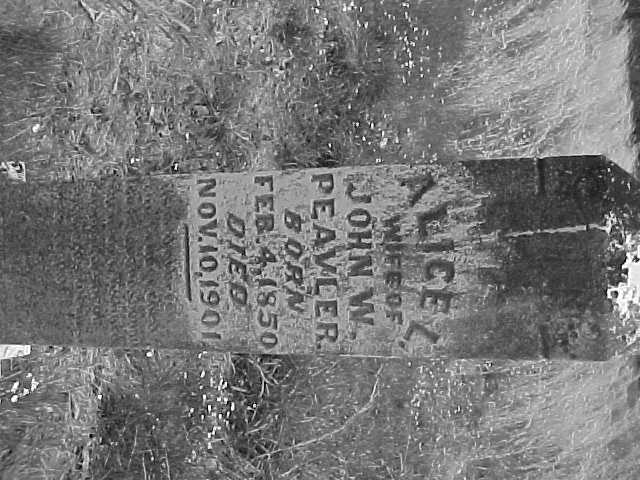 ALICE L.
WIFE OF
JOHN W.
PEAVLER.
BORN
FEB. 4, 1850
DIED
NOV. 10, 1901